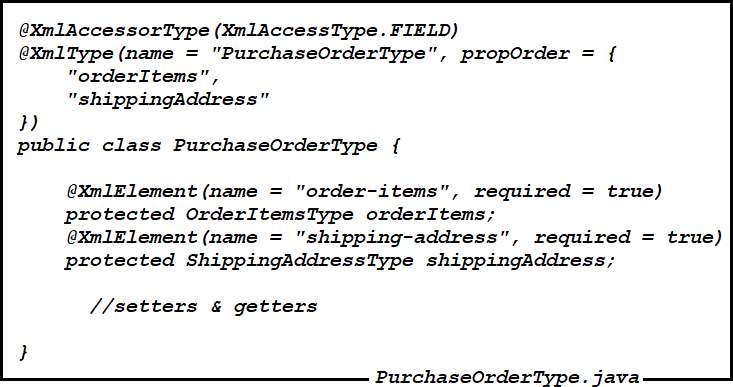 @XmlAccessorType(XmlAccessType.FIELD)
@XmlType(name = "PurchaseOrderType", propOrder = {
    "orderItems",
    "shippingAddress"
})
public class PurchaseOrderType {
    @XmlElement(name = "order-items", required = true)
    protected OrderItemsType orderItems;
    @XmlElement(name = "shipping-address", required = true)
    protected ShippingAddressType shippingAddress;
      //setters & getters
}
PurchaseOrderType.java